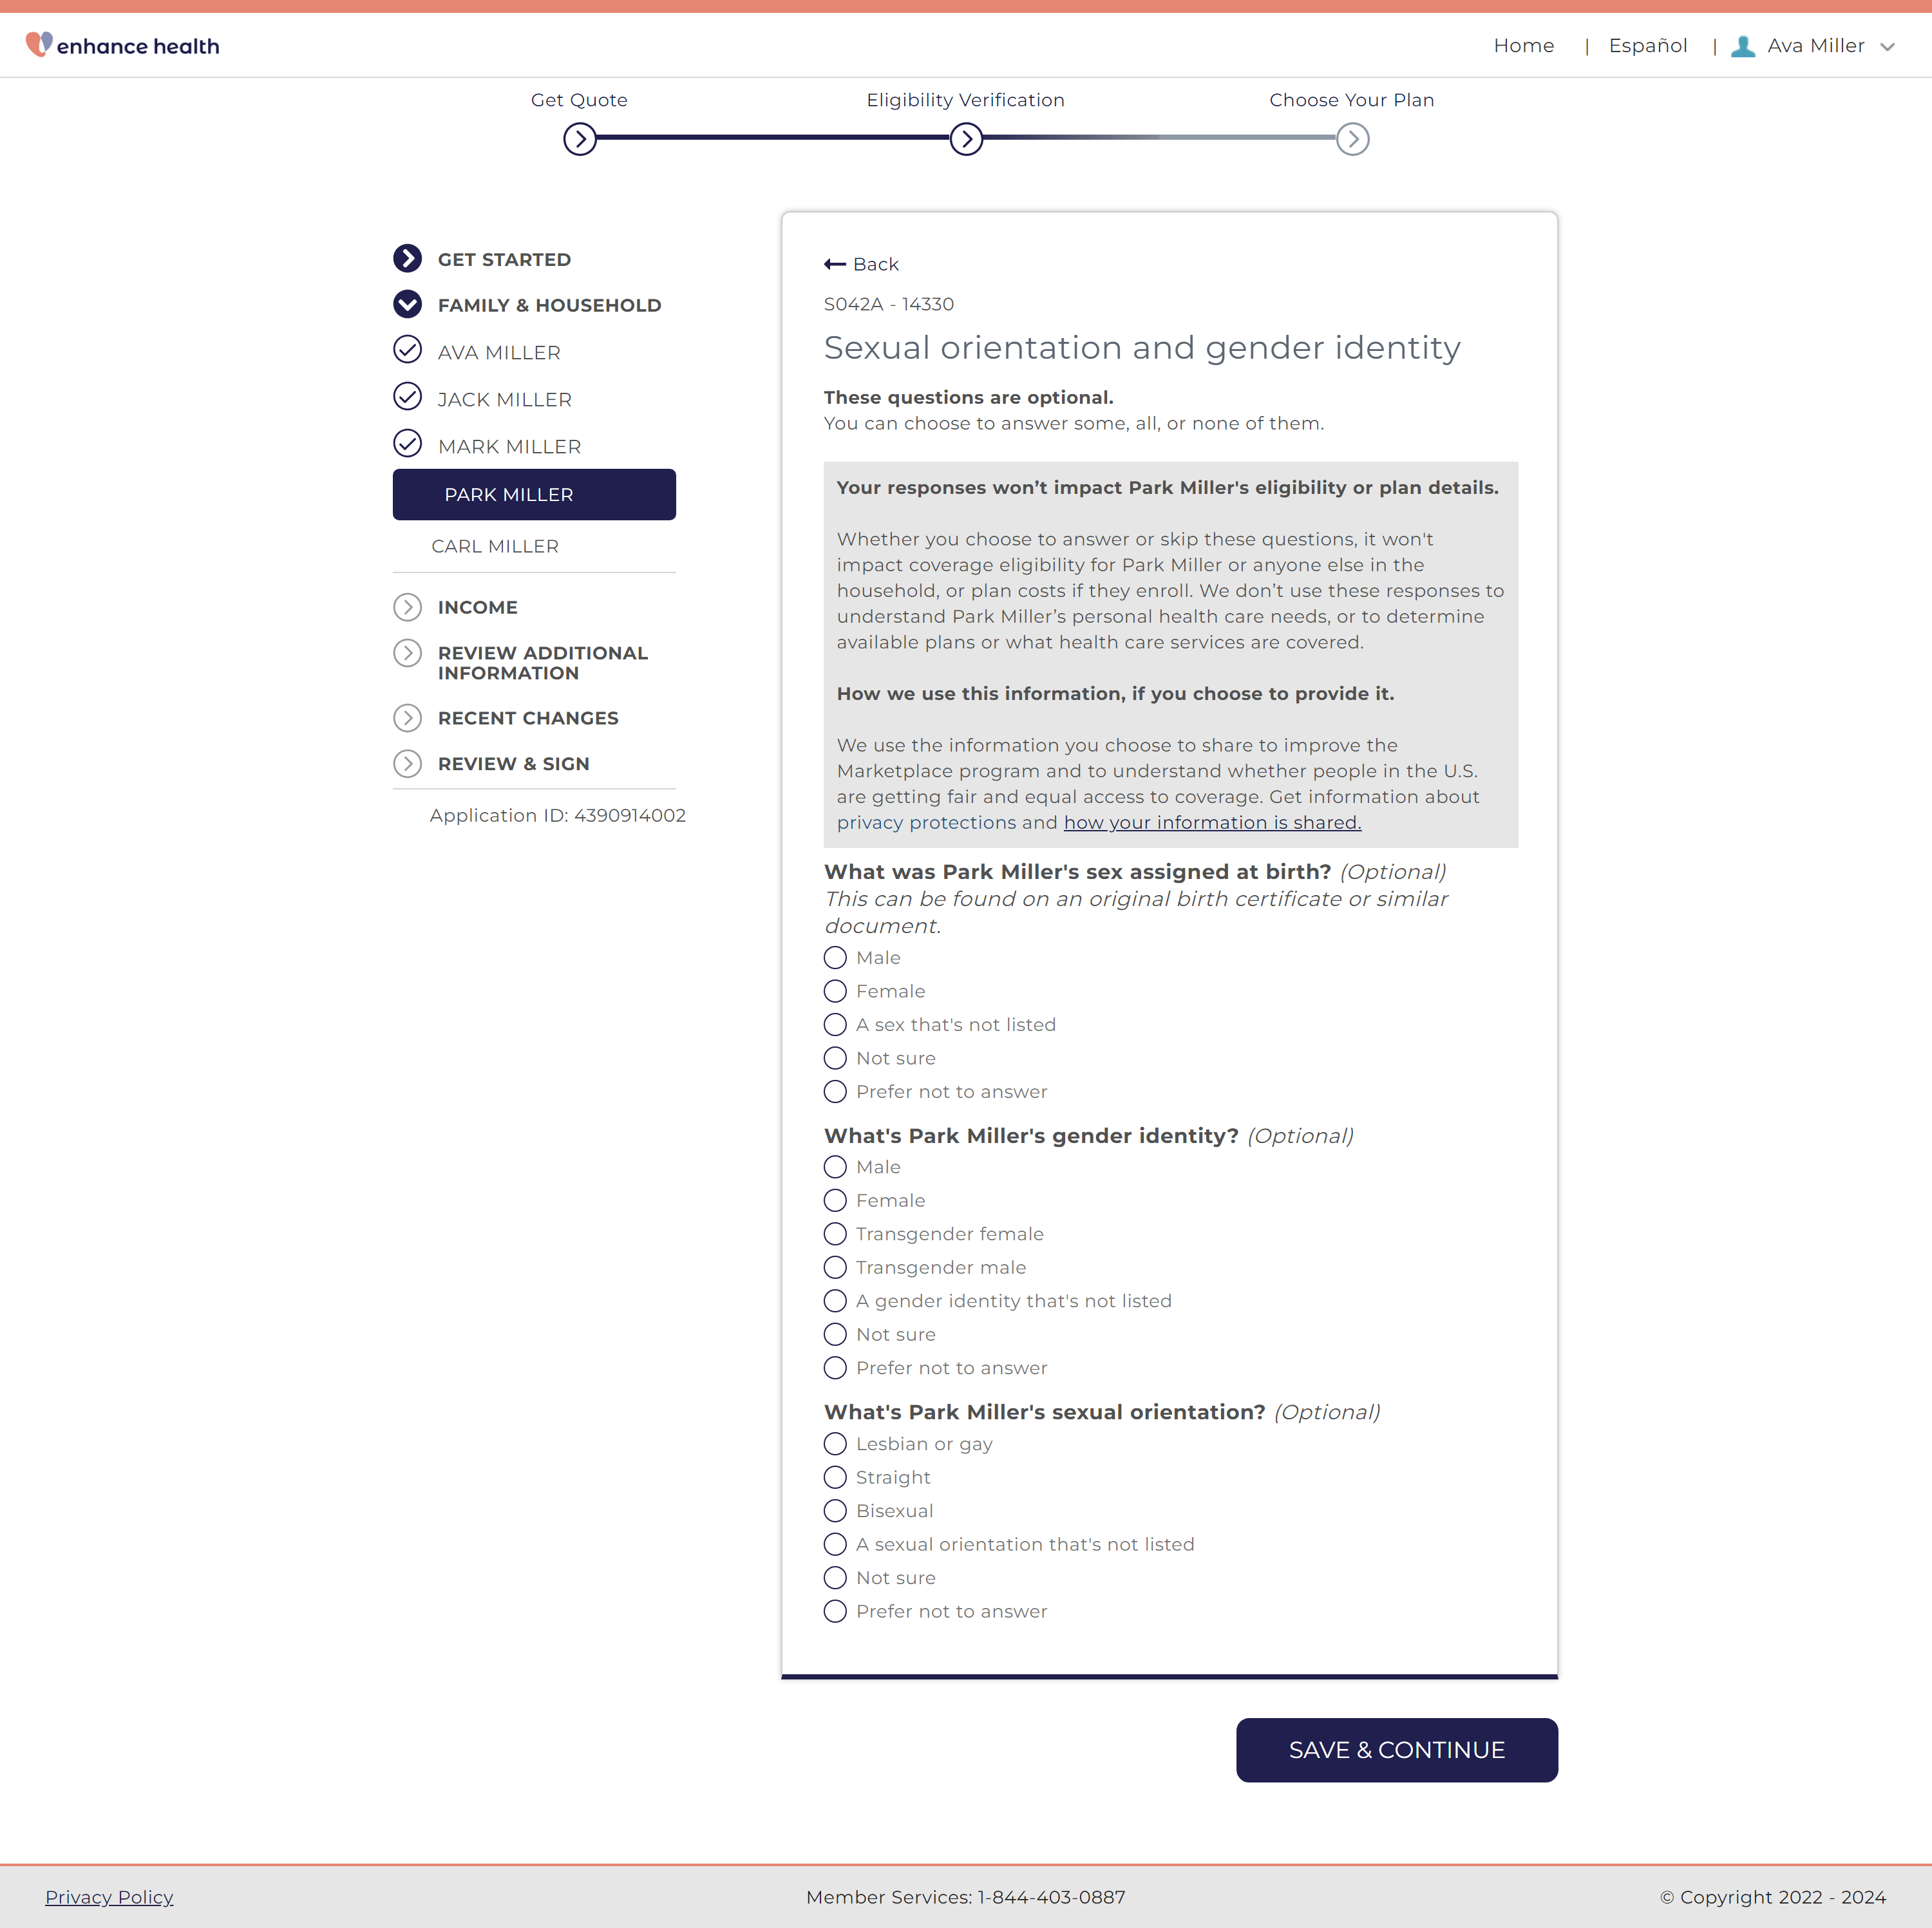 enhance health
Home | Español | Ava Miller
Get Quote
Eligibility Verification
Choose Your Plan
GET STARTED
FAMILY & HOUSEHOLD
AVA MILLER
JACK MILLER
MARK MILLER
PARK MILLER
CARL MILLER
INCOME
REVIEW ADDITIONAL
INFORMATION
RECENT CHANGES
REVIEW & SIGN
Application ID: 4390914002
Back
S042A - 14330
Sexual orientation and gender identity
These questions are optional.
You can choose to answer some, all, or none of them.
Your responses won’t impact Park Miller's eligibility or plan details.
Whether you choose to answer or skip these questions, it won't
impact coverage eligibility for Park Miller or anyone else in the
household, or plan costs if they enroll. We don’t use these responses to
understand Park Miller’s personal health care needs, or to determine
available plans or what health care services are covered.
How we use this information, if you choose to provide it.
We use the information you choose to share to improve the
Marketplace program and to understand whether people in the U.S.
are getting fair and equal access to coverage. Get information about
privacy protections and how your information is shared.
What was Park Miller's sex assigned at birth? (Optional)
This can be found on an original birth certificate or similar
document.
Male
Female
A sex that's not listed
Not sure
Prefer not to answer
What's Park Miller's gender identity? (Optional)
Male
Female
Transgender female
Transgender male
A gender identity that's not listed
Not sure
Prefer not to answer
What's Park Miller's sexual orientation? (Optional)
Lesbian or gay
Straight
Bisexual
A sexual orientation that's not listed
Not sure
Prefer not to answer
SAVE & CONTINUE
Privacy Policy
Member Services: 1-844-403-0887
© Copyright 2022 - 2024